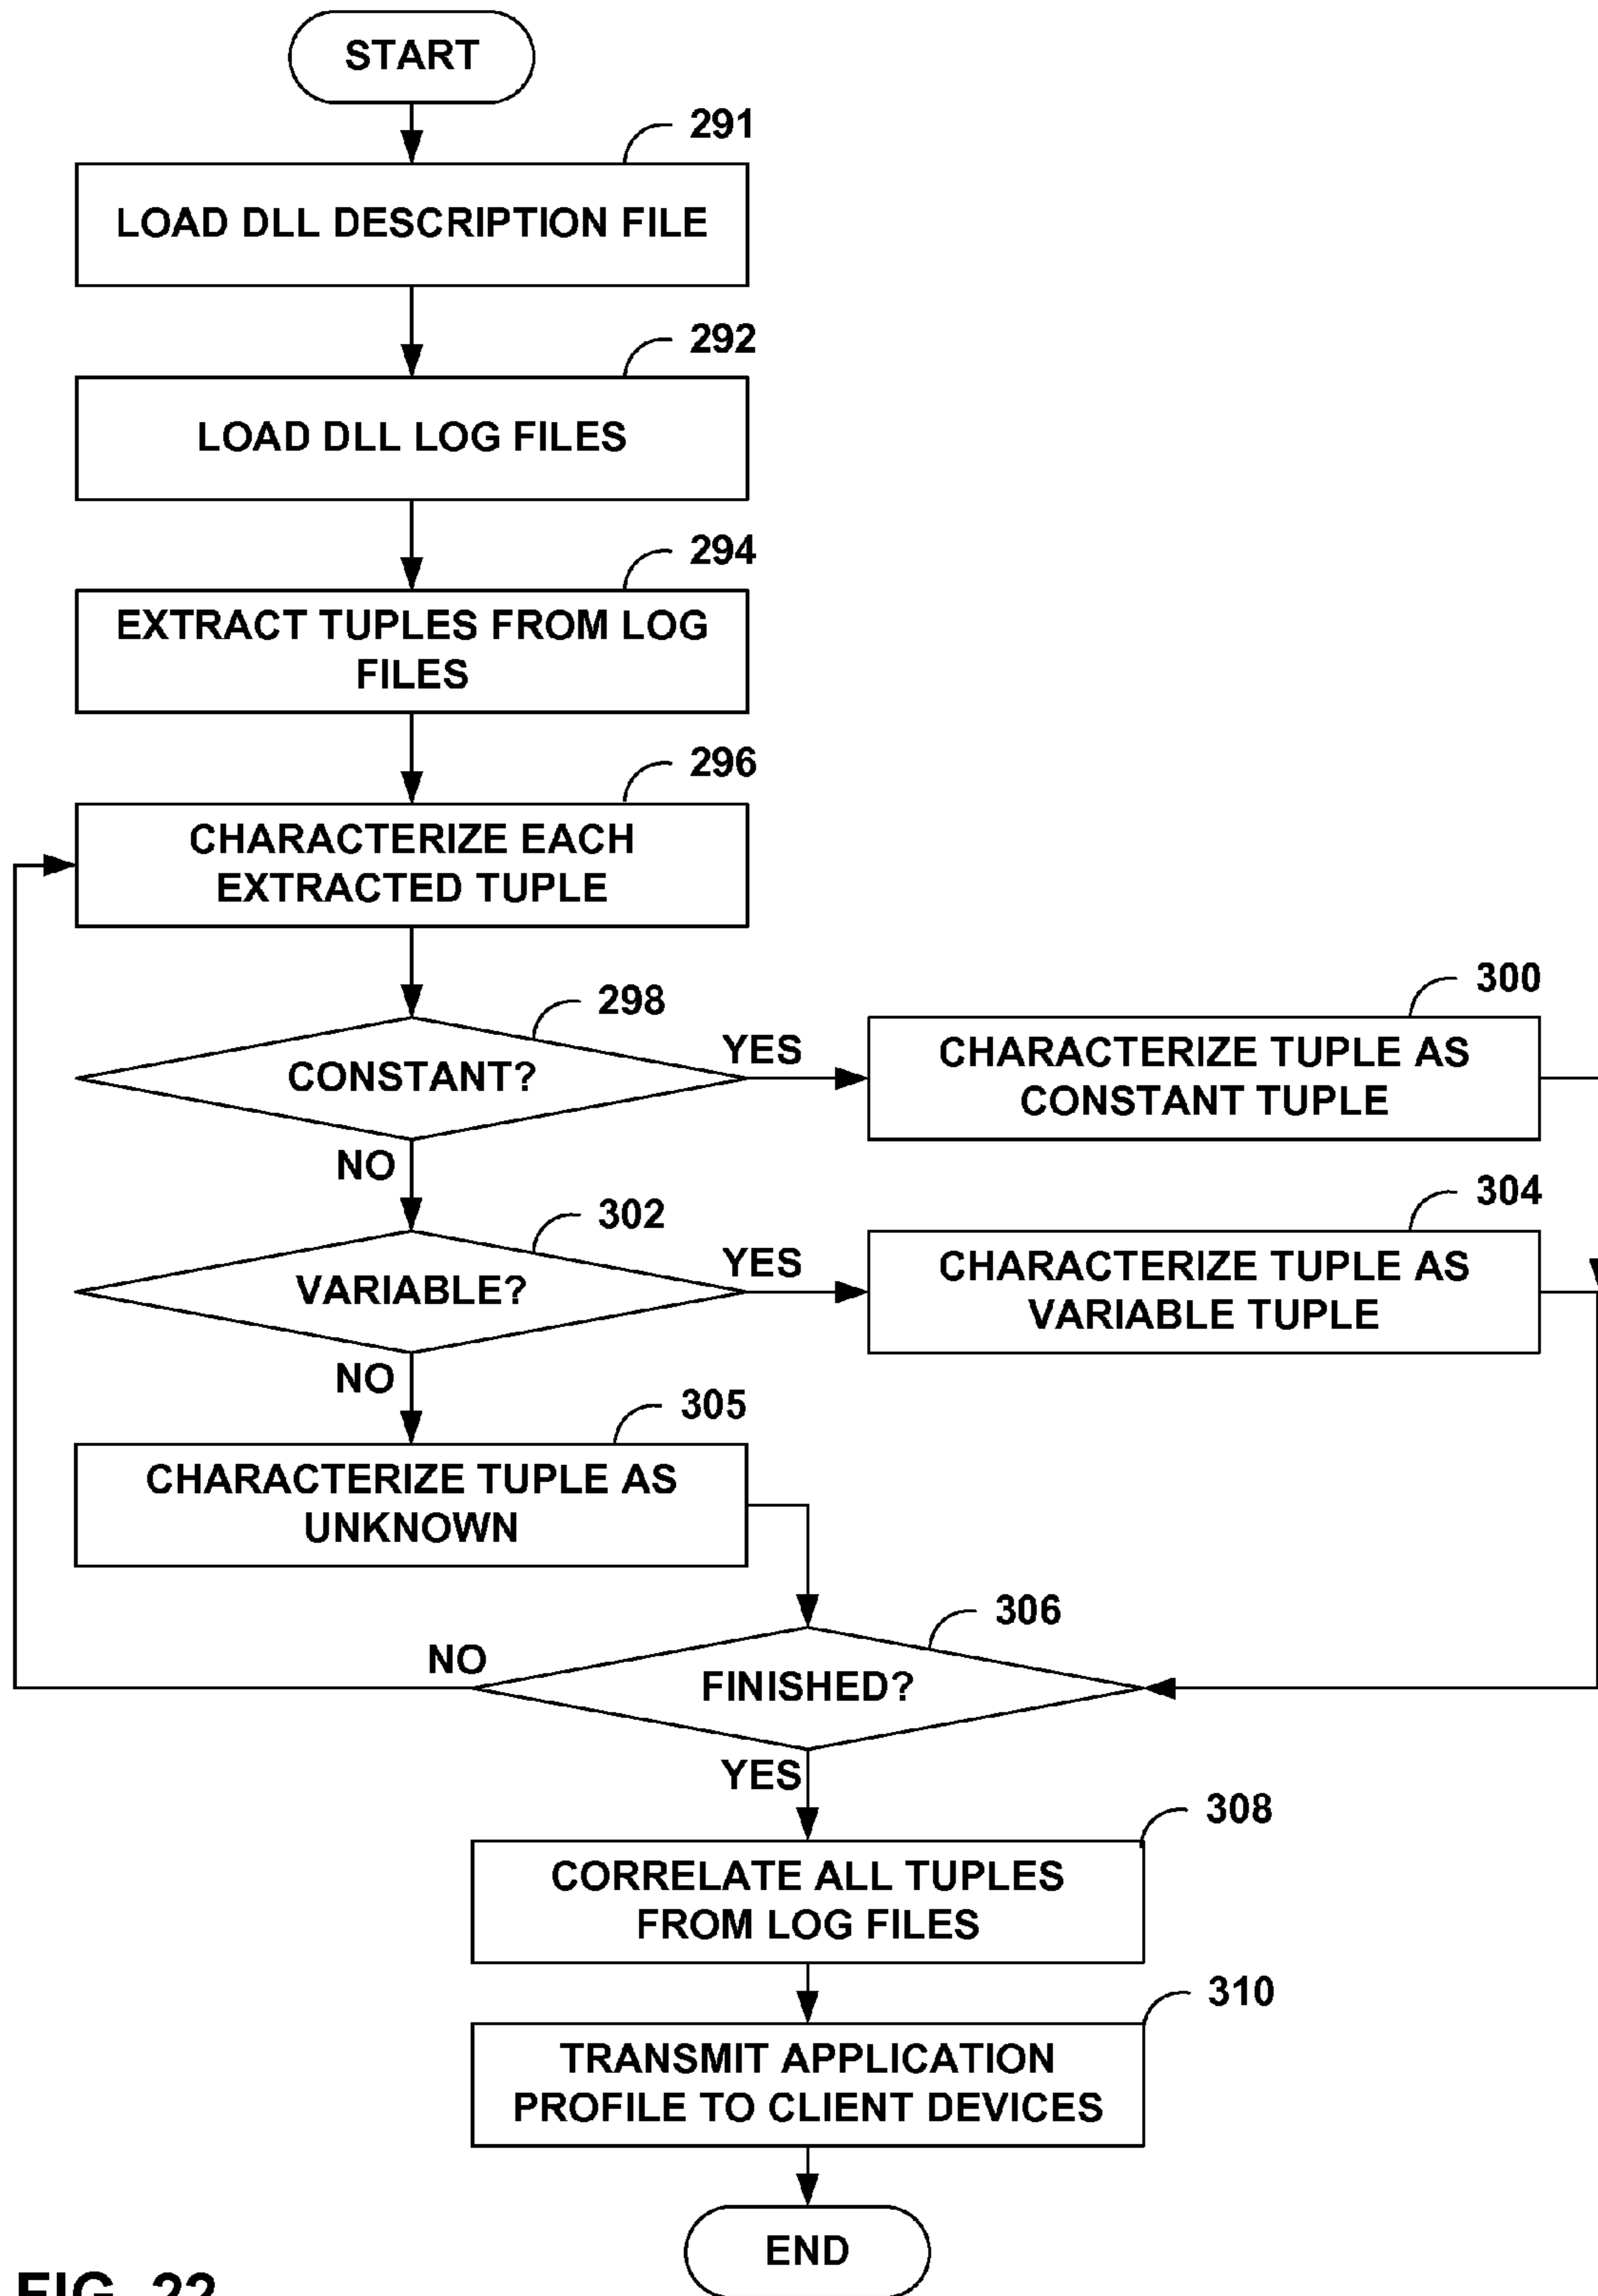 START
291
LOAD DLL DESCRIPTION FILE
292
LOAD DLL LOG FILES
294
EXTRACT TUPLES FROM LOG
FILES
296
CHARACTERIZE EACH
EXTRACTED TUPLE
298
CONSTANT?
YES
300
CHARACTERIZE TUPLE AS
CONSTANT TUPLE
NO
302
VARIABLE?
YES
304
CHARACTERIZE TUPLE AS
VARIABLE TUPLE
NO
305
CHARACTERIZE TUPLE AS
UNKNOWN
306
NO
FINISHED?
YES
308
CORRELATE ALL TUPLES
FROM LOG FILES
310
TRANSMIT APPLICATION
PROFILE TO CLIENT DEVICES
END
FIG. 22